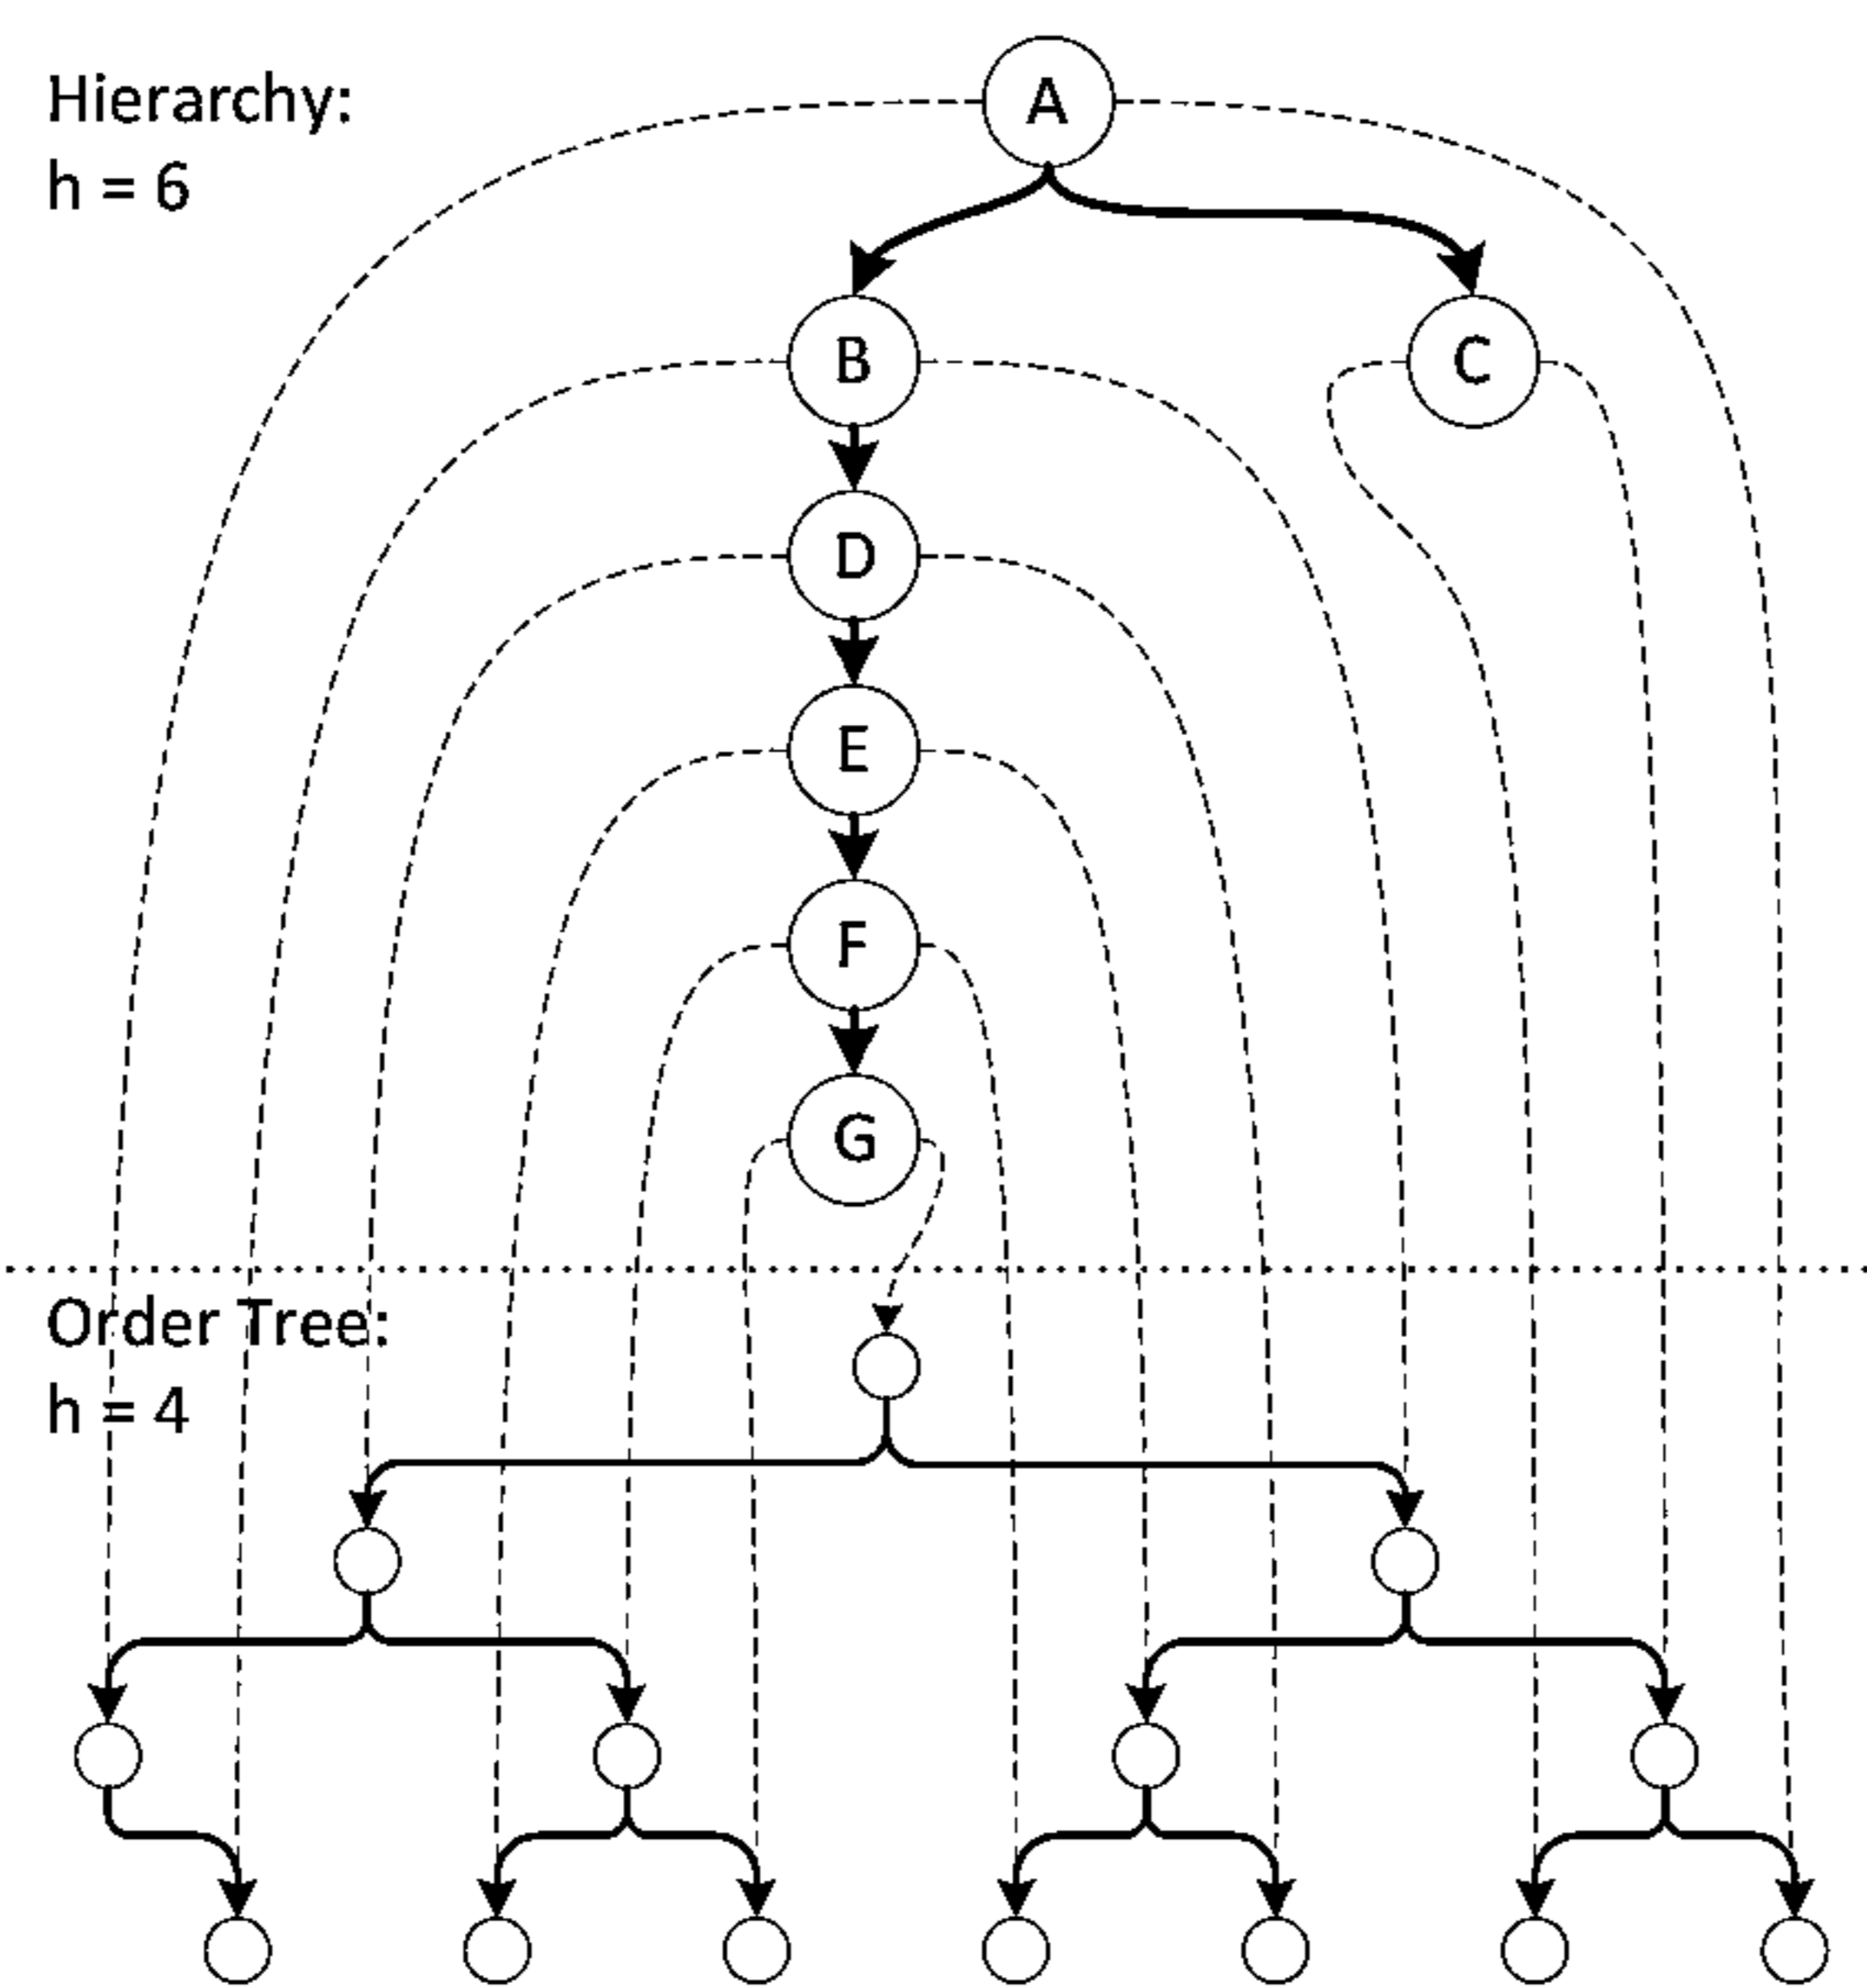 Hierarchy:
h = 6
A
B
C
D
E
F
G
Order Tree:
h = 4